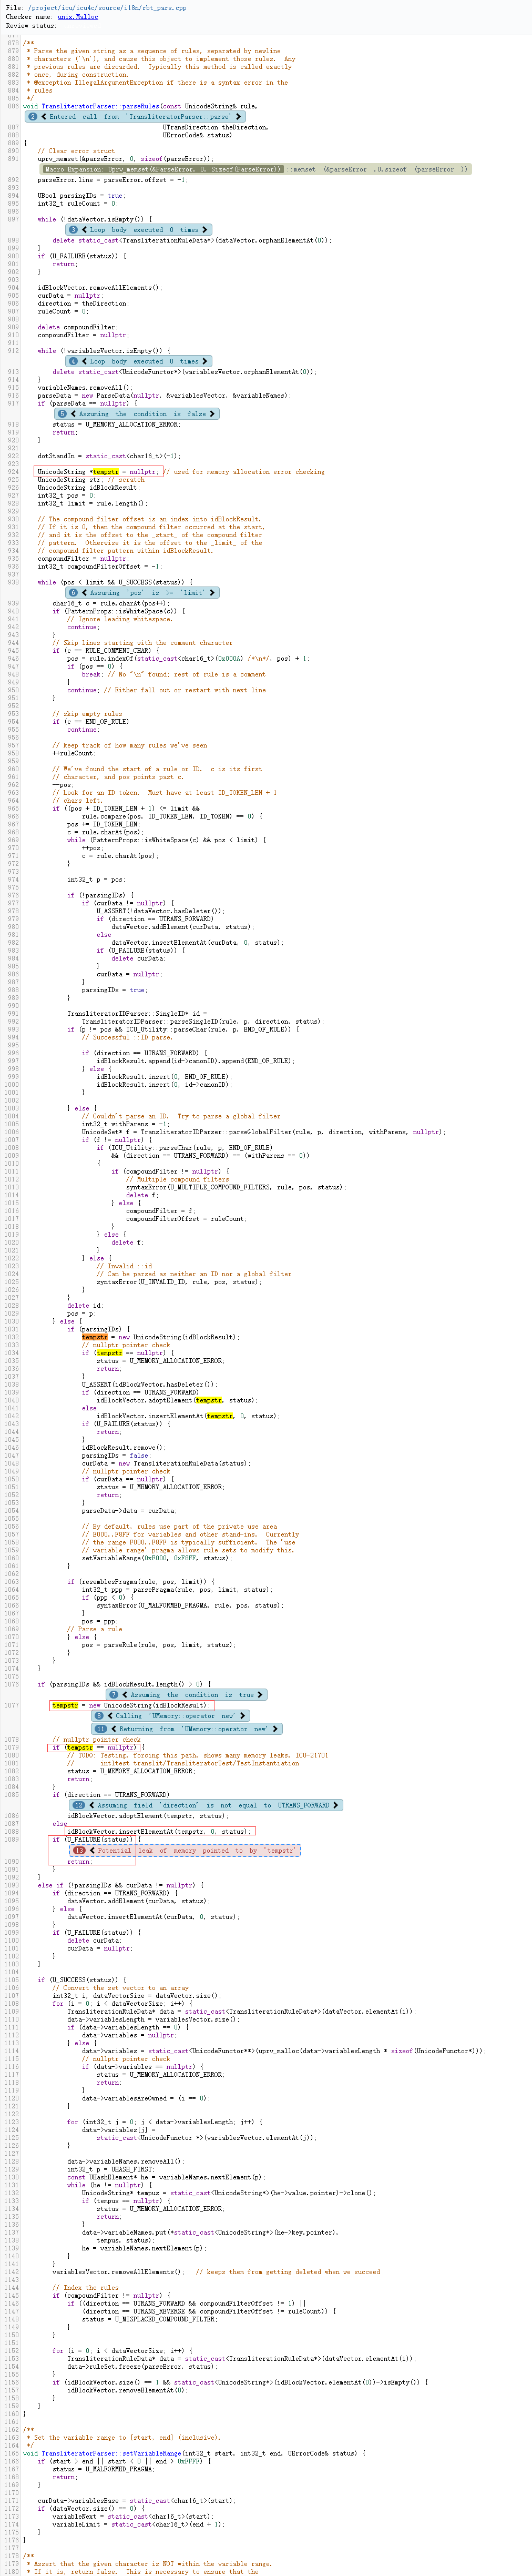 File: /project/icu/icu4c/source/i18n/rbt_pars.cpp
Checker name: unix.Malloc
Review status:
877
878 /**
879  * Parse the given string as a sequence of rules, separated by newline
880  * characters ('\n'), and cause this object to implement those rules.  Any
881  * previous rules are discarded.  Typically this method is called exactly
882  * once, during construction.
883  * @exception IllegalArgumentException if there is a syntax error in the
884  * rules
885  */
886 void TransliteratorParser::parseRules(const UnicodeString& rule,
2 Entered call from 'TransliteratorParser::parse'
887                                       UTransDirection theDirection,
888                                       UErrorCode& status)
889 {
890     // Clear error struct
891     uprv_memset(&parseError, 0, sizeof(parseError));
Macro Expansion Uprv_memset(&ParseError, 0, Sizeof(ParseError)) ::memset (&parseError ,0,sizeof (parseError ))
892     parseError.line = parseError.offset = -1;
893
894     UBool parsingIDs = true;
895     int32_t ruleCount = 0;
896
897     while (!dataVector.isEmpty()) {
3 Loop body executed 0 times
898         delete static_cast<TransliterationRuleData*>(dataVector.orphanElementAt(0));
899     }
900     if (U_FAILURE(status)) {
901         return;
902     }
903
904     idBlockVector.removeAllElements();
905     curData = nullptr;
906     direction = theDirection;
907     ruleCount = 0;
908
909     delete compoundFilter;
910     compoundFilter = nullptr;
911
912     while (!variablesVector.isEmpty()) {
4 Loop body executed 0 times
913         delete static_cast<UnicodeFunctor*>(variablesVector.orphanElementAt(0));
914     }
915     variableNames.removeAll();
916     parseData = new ParseData(nullptr, &variablesVector, &variableNames);
917     if (parseData == nullptr) {
5 Assuming the condition is false
918         status = U_MEMORY_ALLOCATION_ERROR;
919         return;
920     }
921
922     dotStandIn = static_cast<char16_t>(-1);
923
924     UnicodeString *tempstr = nullptr; // used for memory allocation error checking
925     UnicodeString str; // scratch
926     UnicodeString idBlockResult;
927     int32_t pos = 0;
928     int32_t limit = rule.length();
929
930     // The compound filter offset is an index into idBlockResult.
931     // If it is 0, then the compound filter occurred at the start,
932     // and it is the offset to the _start_ of the compound filter
933     // pattern.  Otherwise it is the offset to the _limit_ of the
934     // compound filter pattern within idBlockResult.
935     compoundFilter = nullptr;
936     int32_t compoundFilterOffset = -1;
937
938     while (pos < limit && U_SUCCESS(status)) {
6 Assuming 'pos' is >= 'limit'
939         char16_t c = rule.charAt(pos++);
940         if (PatternProps::isWhiteSpace(c)) {
941             // Ignore leading whitespace.
942             continue;
943         }
944         // Skip lines starting with the comment character
945         if (c == RULE_COMMENT_CHAR) {
946             pos = rule.indexOf(static_cast<char16_t>(0x000A) /*\n*/, pos) + 1;
947             if (pos == 0) {
948                 break; // No "\n" found; rest of rule is a comment
949             }
950             continue; // Either fall out or restart with next line
951         }
952
953         // skip empty rules
954         if (c == END_OF_RULE)
955             continue;
956
957         // keep track of how many rules we've seen
958         ++ruleCount;
959
960         // We've found the start of a rule or ID.  c is its first
961         // character, and pos points past c.
962         --pos;
963         // Look for an ID token.  Must have at least ID_TOKEN_LEN + 1
964         // chars left.
965         if ((pos + ID_TOKEN_LEN + 1) <= limit &&
966                 rule.compare(pos, ID_TOKEN_LEN, ID_TOKEN) == 0) {
967             pos += ID_TOKEN_LEN;
968             c = rule.charAt(pos);
969             while (PatternProps::isWhiteSpace(c) && pos < limit) {
970                 ++pos;
971                 c = rule.charAt(pos);
972             }
973
974             int32_t p = pos;
975
976             if (!parsingIDs) {
977                 if (curData != nullptr) {
978                     U_ASSERT(!dataVector.hasDeleter());
979                     if (direction == UTRANS_FORWARD)
980                         dataVector.addElement(curData, status);
981                     else
982                         dataVector.insertElementAt(curData, 0, status);
983                     if (U_FAILURE(status)) {
984                         delete curData;
985                     }
986                     curData = nullptr;
987                 }
988                 parsingIDs = true;
989             }
990
991             TransliteratorIDParser::SingleID* id =
992                 TransliteratorIDParser::parseSingleID(rule, p, direction, status);
993             if (p != pos && ICU_Utility::parseChar(rule, p, END_OF_RULE)) {
994                 // Successful ::ID parse.
995
996                 if (direction == UTRANS_FORWARD) {
997                     idBlockResult.append(id->canonID).append(END_OF_RULE);
998                 } else {
999                     idBlockResult.insert(0, END_OF_RULE);
1000                     idBlockResult.insert(0, id->canonID);
1001                 }
1002
1003             } else {
1004                 // Couldn't parse an ID.  Try to parse a global filter
1005                 int32_t withParens = -1;
1006                 UnicodeSet* f = TransliteratorIDParser::parseGlobalFilter(rule, p, direction, withParens, nullptr);
1007                 if (f != nullptr) {
1008                     if (ICU_Utility::parseChar(rule, p, END_OF_RULE)
1009                         && (direction == UTRANS_FORWARD) == (withParens == 0))
1010                     {
1011                         if (compoundFilter != nullptr) {
1012                             // Multiple compound filters
1013                             syntaxError(U_MULTIPLE_COMPOUND_FILTERS, rule, pos, status);
1014                             delete f;
1015                         } else {
1016                             compoundFilter = f;
1017                             compoundFilterOffset = ruleCount;
1018                         }
1019                     } else {
1020                         delete f;
1021                     }
1022                 } else {
1023                     // Invalid ::id
1024                     // Can be parsed as neither an ID nor a global filter
1025                     syntaxError(U_INVALID_ID, rule, pos, status);
1026                 }
1027             }
1028             delete id;
1029             pos = p;
1030         } else {
1031             if (parsingIDs) {
1032                 tempstr = new UnicodeString(idBlockResult);
1033                 // nullptr pointer check
1034                 if (tempstr == nullptr) {
1035                     status = U_MEMORY_ALLOCATION_ERROR;
1036                     return;
1037                 }
1038                 U_ASSERT(idBlockVector.hasDeleter());
1039                 if (direction == UTRANS_FORWARD)
1040                     idBlockVector.adoptElement(tempstr, status);
1041                 else
1042                     idBlockVector.insertElementAt(tempstr, 0, status);
1043                 if (U_FAILURE(status)) {
1044                     return;
1045                 }
1046                 idBlockResult.remove();
1047                 parsingIDs = false;
1048                 curData = new TransliterationRuleData(status);
1049                 // nullptr pointer check
1050                 if (curData == nullptr) {
1051                     status = U_MEMORY_ALLOCATION_ERROR;
1052                     return;
1053                 }
1054                 parseData->data = curData;
1055
1056                 // By default, rules use part of the private use area
1057                 // E000..F8FF for variables and other stand-ins.  Currently
1058                 // the range F000..F8FF is typically sufficient.  The 'use
1059                 // variable range' pragma allows rule sets to modify this.
1060                 setVariableRange(0xF000, 0xF8FF, status);
1061             }
1062
1063             if (resemblesPragma(rule, pos, limit)) {
1064                 int32_t ppp = parsePragma(rule, pos, limit, status);
1065                 if (ppp < 0) {
1066                     syntaxError(U_MALFORMED_PRAGMA, rule, pos, status);
1067                 }
1068                 pos = ppp;
1069             // Parse a rule
1070             } else {
1071                 pos = parseRule(rule, pos, limit, status);
1072             }
1073         }
1074     }
1075
1076     if (parsingIDs && idBlockResult.length() > 0) {
7 Assuming the condition is true
1077         tempstr = new UnicodeString(idBlockResult);
8 Calling 'UMemory::operator new'
11 Returning from 'UMemory::operator new'
1078         // nullptr pointer check
1079         if (tempstr == nullptr) {
1080             // TODO: Testing, forcing this path, shows many memory leaks. ICU-21701
1081             //       intltest translit/TransliteratorTest/TestInstantiation
1082             status = U_MEMORY_ALLOCATION_ERROR;
1083             return;
1084         }
1085         if (direction == UTRANS_FORWARD)
12 Assuming field 'direction' is not equal to UTRANS_FORWARD
1086             idBlockVector.adoptElement(tempstr, status);
1087         else
1088             idBlockVector.insertElementAt(tempstr, 0, status);
1089         if (U_FAILURE(status)) {
13 Potential leak of memory pointed to by 'tempstr'
1090             return;
1091         }
1092     }
1093     else if (!parsingIDs && curData != nullptr) {
1094         if (direction == UTRANS_FORWARD) {
1095             dataVector.addElement(curData, status);
1096         } else {
1097             dataVector.insertElementAt(curData, 0, status);
1098         }
1099         if (U_FAILURE(status)) {
1100             delete curData;
1101             curData = nullptr;
1102         }
1103     }
1104
1105     if (U_SUCCESS(status)) {
1106         // Convert the set vector to an array
1107         int32_t i, dataVectorSize = dataVector.size();
1108         for (i = 0; i < dataVectorSize; i++) {
1109             TransliterationRuleData* data = static_cast<TransliterationRuleData*>(dataVector.elementAt(i));
1110             data->variablesLength = variablesVector.size();
1111             if (data->variablesLength == 0) {
1112                 data->variables = nullptr;
1113             } else {
1114                 data->variables = static_cast<UnicodeFunctor**>(uprv_malloc(data->variablesLength * sizeof(UnicodeFunctor*)));
1115                 // nullptr pointer check
1116                 if (data->variables == nullptr) {
1117                     status = U_MEMORY_ALLOCATION_ERROR;
1118                     return;
1119                 }
1120                 data->variablesAreOwned = (i == 0);
1121             }
1122
1123             for (int32_t j = 0; j < data->variablesLength; j++) {
1124                 data->variables[j] =
1125                     static_cast<UnicodeFunctor *>(variablesVector.elementAt(j));
1126             }
1127
1128             data->variableNames.removeAll();
1129             int32_t p = UHASH_FIRST;
1130             const UHashElement* he = variableNames.nextElement(p);
1131             while (he != nullptr) {
1132                 UnicodeString* tempus = static_cast<UnicodeString*>(he->value.pointer)->clone();
1133                 if (tempus == nullptr) {
1134                     status = U_MEMORY_ALLOCATION_ERROR;
1135                     return;
1136                 }
1137                 data->variableNames.put(*static_cast<UnicodeString*>(he->key.pointer),
1138                     tempus, status);
1139                 he = variableNames.nextElement(p);
1140             }
1141         }
1142         variablesVector.removeAllElements();   // keeps them from getting deleted when we succeed
1143
1144         // Index the rules
1145         if (compoundFilter != nullptr) {
1146             if ((direction == UTRANS_FORWARD && compoundFilterOffset != 1) ||
1147                 (direction == UTRANS_REVERSE && compoundFilterOffset != ruleCount)) {
1148                 status = U_MISPLACED_COMPOUND_FILTER;
1149             }
1150         }
1151
1152         for (i = 0; i < dataVectorSize; i++) {
1153             TransliterationRuleData* data = static_cast<TransliterationRuleData*>(dataVector.elementAt(i));
1154             data->ruleSet.freeze(parseError, status);
1155         }
1156         if (idBlockVector.size() == 1 && static_cast<UnicodeString*>(idBlockVector.elementAt(0))->isEmpty()) {
1157             idBlockVector.removeElementAt(0);
1158         }
1159     }
1160 }
1161
1162 /**
1163  * Set the variable range to [start, end] (inclusive).
1164  */
1165 void TransliteratorParser::setVariableRange(int32_t start, int32_t end, UErrorCode& status) {
1166     if (start > end || start < 0 || end > 0xFFFF) {
1167         status = U_MALFORMED_PRAGMA;
1168         return;
1169     }
1170
1171     curData->variablesBase = static_cast<char16_t>(start);
1172     if (dataVector.size() == 0) {
1173         variableNext = static_cast<char16_t>(start);
1174         variableLimit = static_cast<char16_t>(end + 1);
1175     }
1176 }
1177
1178 /**
1179  * Assert that the given character is NOT within the variable range.
1180  * If it is, return false.  This is necessary to ensure that the